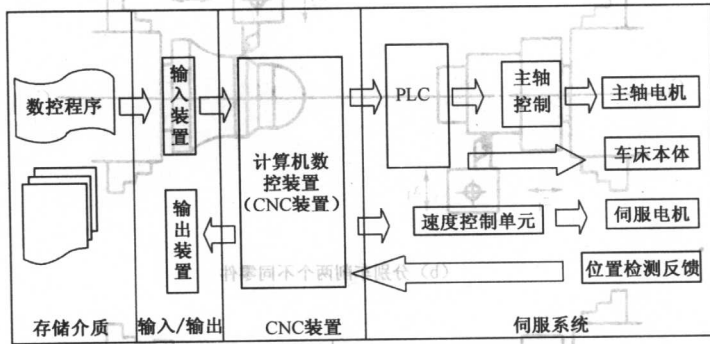 数控程序
输入装置
输出装置
计算机数
控装置
（CNC装置）
PLC
主轴
控制
主轴电机
车床本体
速度控制单元
伺服电机
位置检测反馈
存储介质
输入/输出
CNC装置
伺服系统